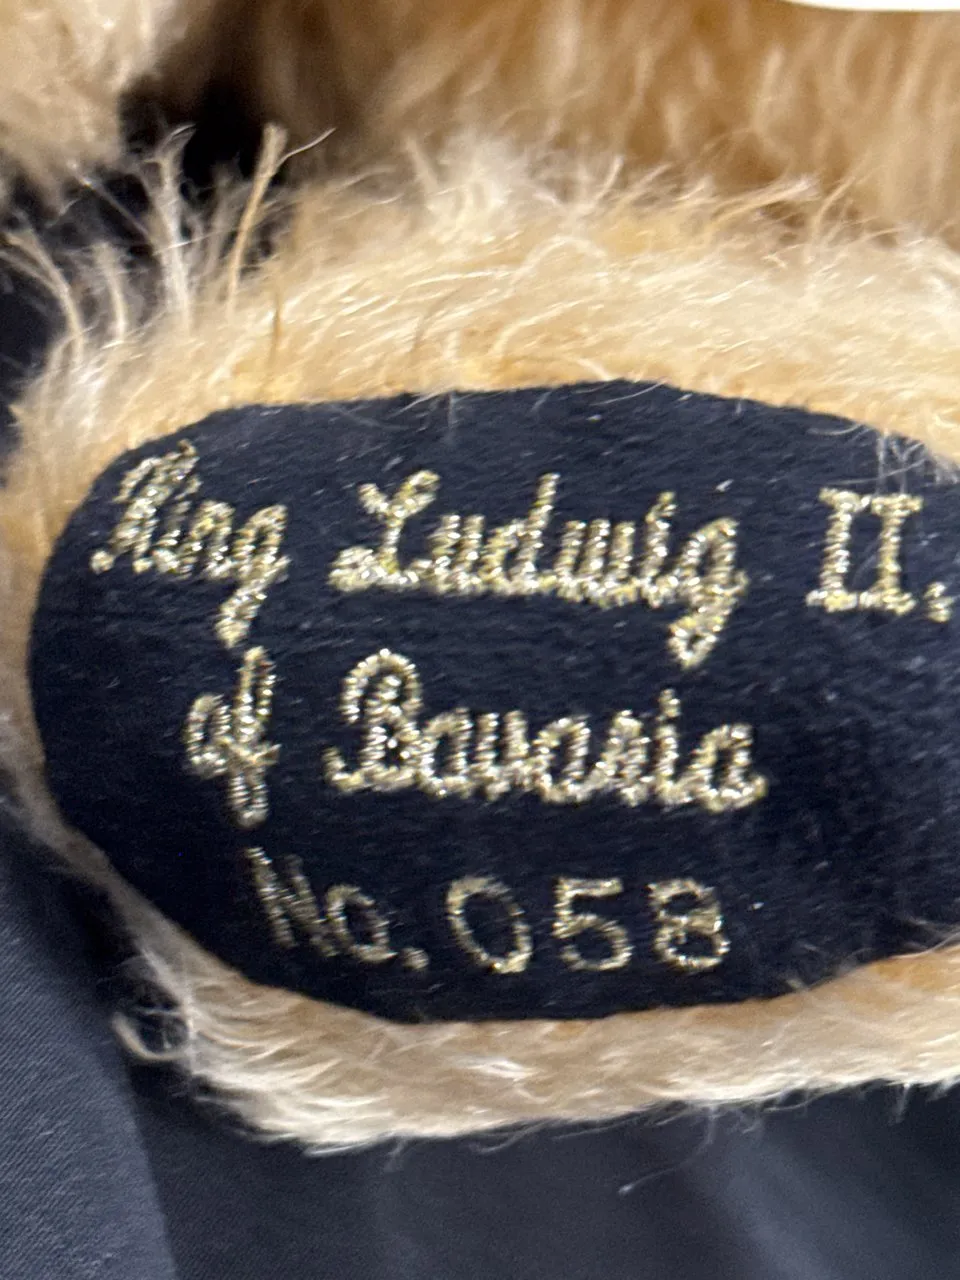 King Ludwig II.
of Bavaria
No. 058